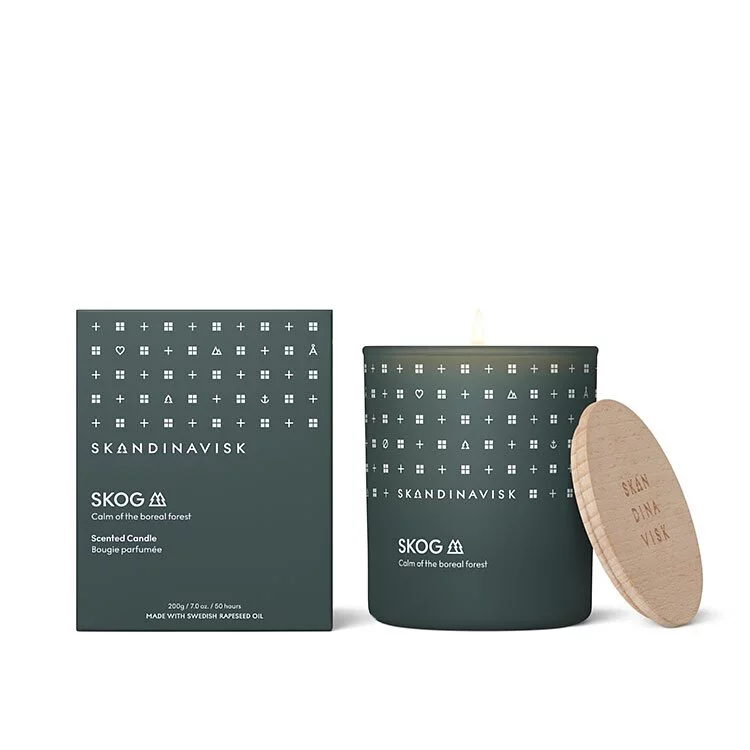 SKANDINAVISK
SKOG
Calm of the boreal forest
Scented Candle
Bougie parfumée
200g / 7.0 oz. / 50 hours
MADE WITH SWEDISH RAPESEED OIL
SKANDINAVISK
SKOG
Calm of the boreal forest
SKAN
DINA
VISK